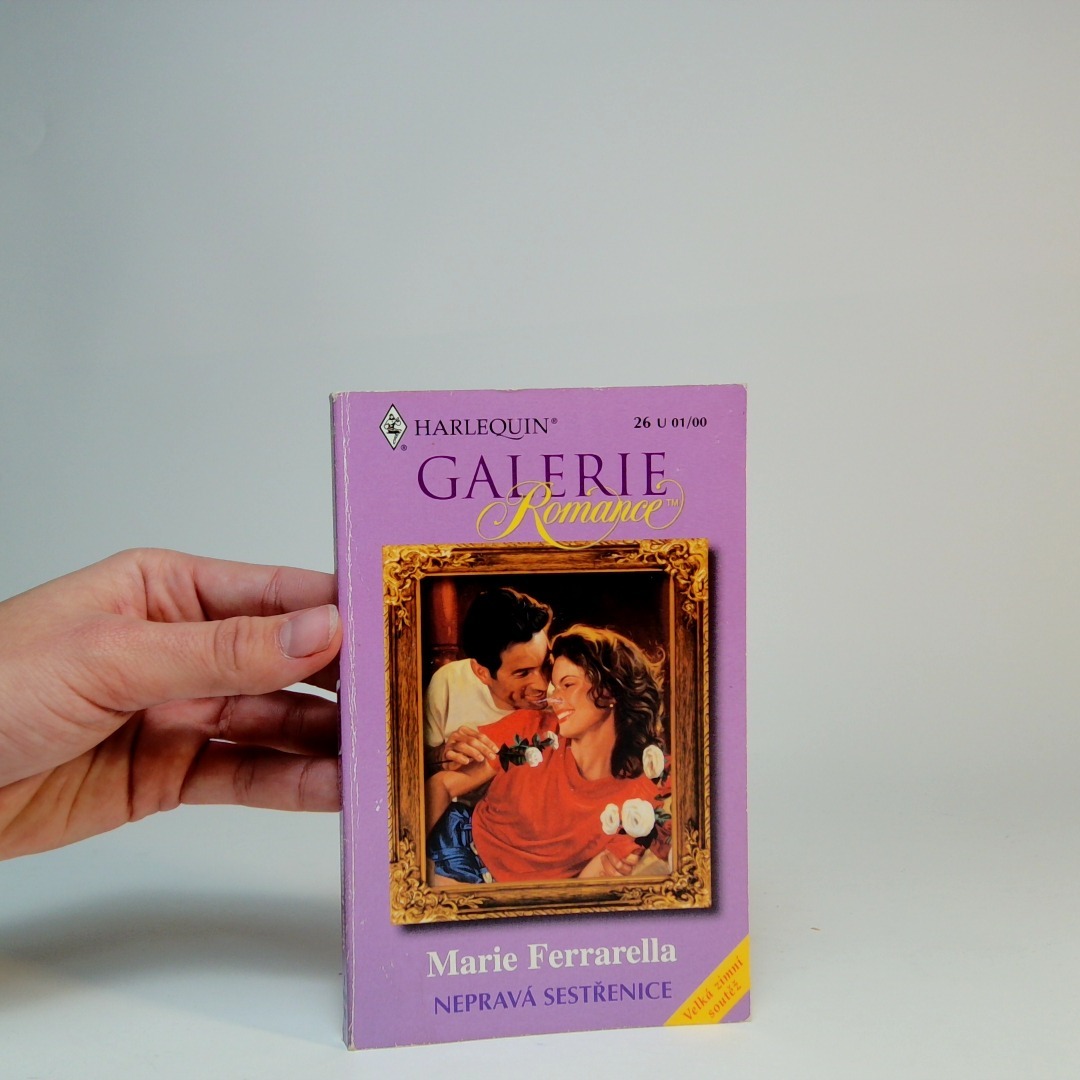 HARLEQUIN®
26 U 01/00
GALERIE
Romance™
Marie Ferrarella
NEPRAVÁ SESTŘENICE
Velká zimní
soutěž